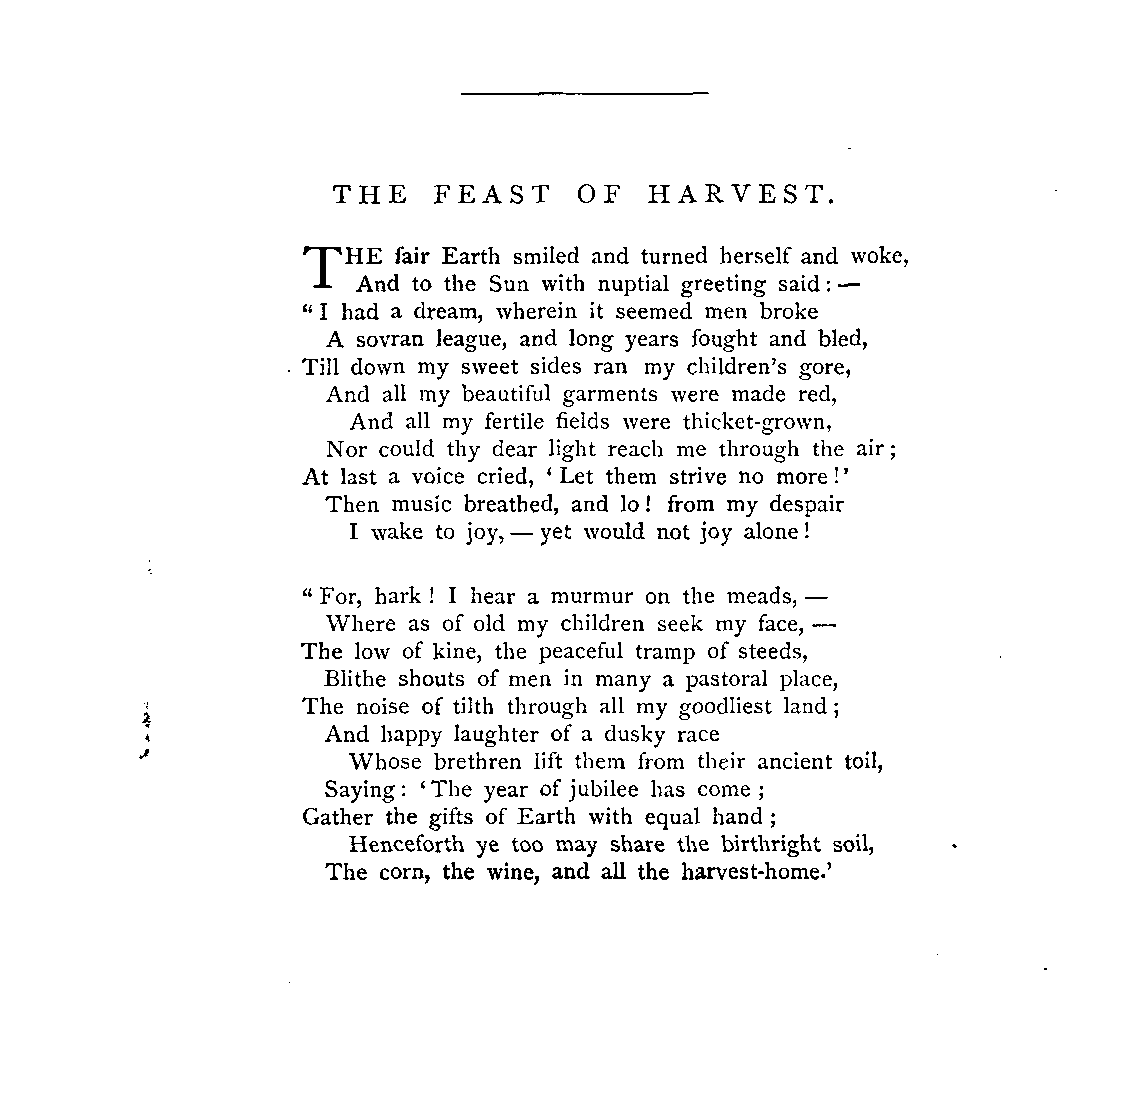 THE FEAST OF HARVEST.
THE fair Earth smiled and turned herself and woke,
And to the Sun with nuptial greeting said:—
“I had a dream, wherein it seemed men broke
A sovran league, and long years fought and bled,
Till down my sweet sides ran my children's gore,
And all my beautiful garments were made red,
And all my fertile fields were thicket-grown,
Nor could thy dear light reach me through the air;
At last a voice cried, ‘Let them strive no more!’
Then music breathed, and lo! from my despair
I wake to joy,—yet would not joy alone!
“For, hark! I hear a murmur on the meads,—
Where as of old my children seek my face,—
The low of kine, the peaceful tramp of steeds,
Blithe shouts of men in many a pastoral place,
The noise of tilth through all my goodliest land;
And happy laughter of a dusky race
Whose brethren lift them from their ancient toil,
Saying: ‘The year of jubilee has come;
Gather the gifts of Earth with equal hand;
Henceforth ye too may share the birthright soil,
The corn, the wine, and all the harvest-home.’